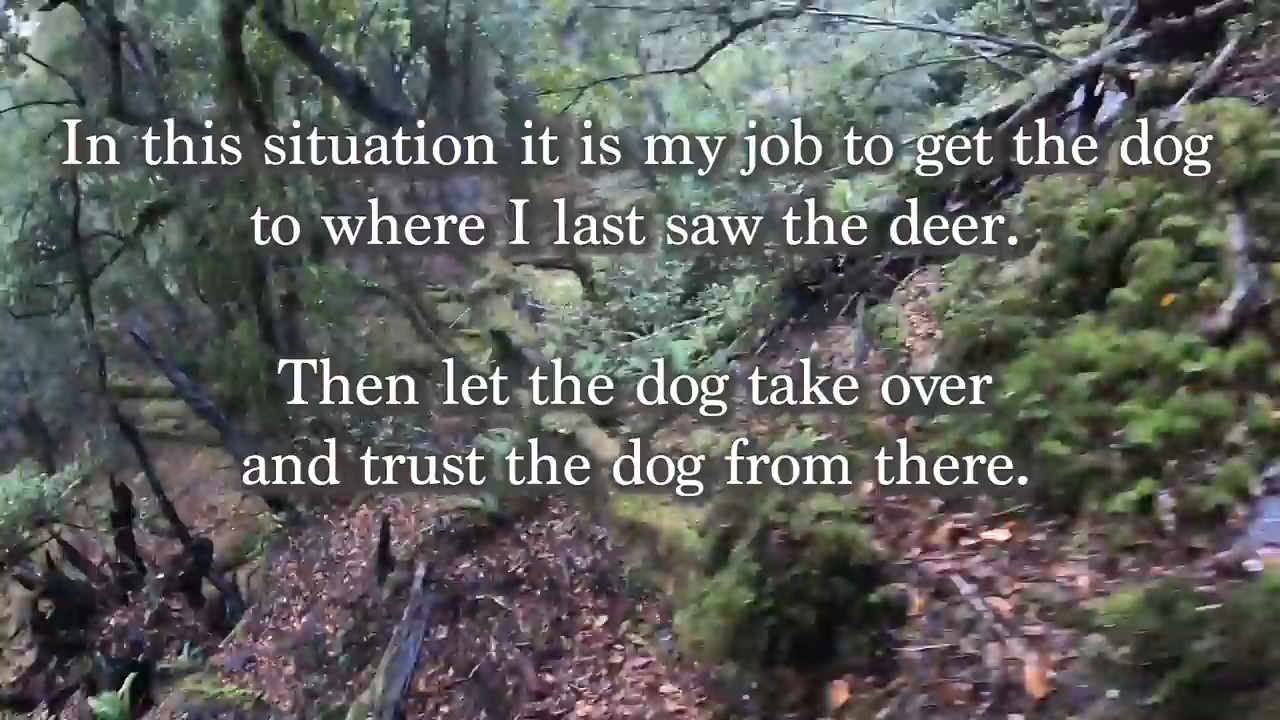 In this situation it is my job to get the dog
to where I last saw the deer.
Then let the dog take over
and trust the dog from there.